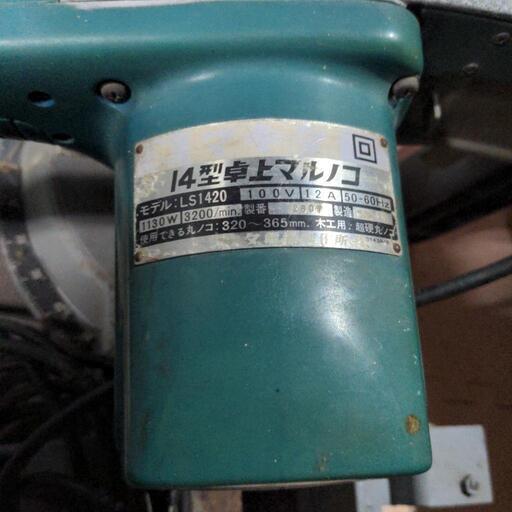 14型卓上マルノコ
モデル:LS1420 100V 12A 50-60Hz
1130W 3200/min. 製番 製造
使用できる丸ノコ:320〜365mm. 木工用:超硬丸ノコ
所